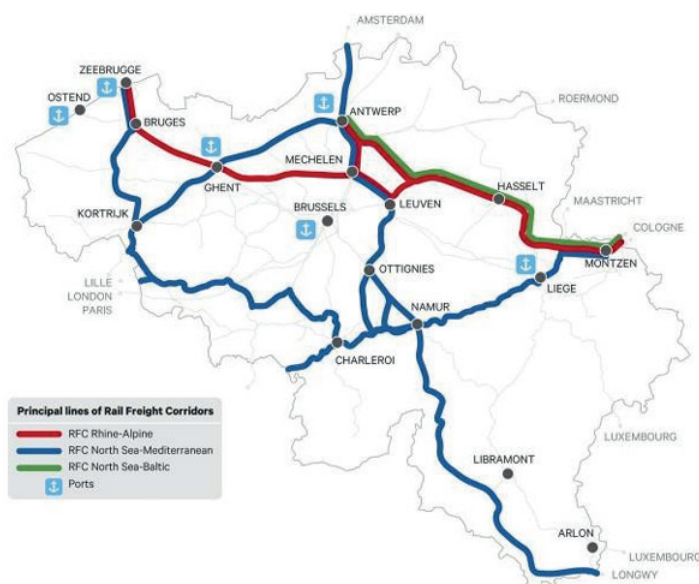 AMSTERDAM
ZEEBRUGGE
OSTEND
BRUGES
ANTWERP
ROERMOND
GHENT
MECHELEN
HASSELT
MAASTRICHT
KORTRIJK
BRUSSELS
LEUVEN
COLOGNE
MONTZEN
LILLE
LONDON
PARIS
OTTIGNIES
LIEGE
NAMUR
CHARLEROI
Principal lines of Rail Freight Corridors
RFC Rhine-Alpine
RFC North Sea-Mediterranean
RFC North Sea-Baltic
Ports
LUXEMBOURG
LIBRAMONT
ARLON
LUXEMBOURG
LONGWY